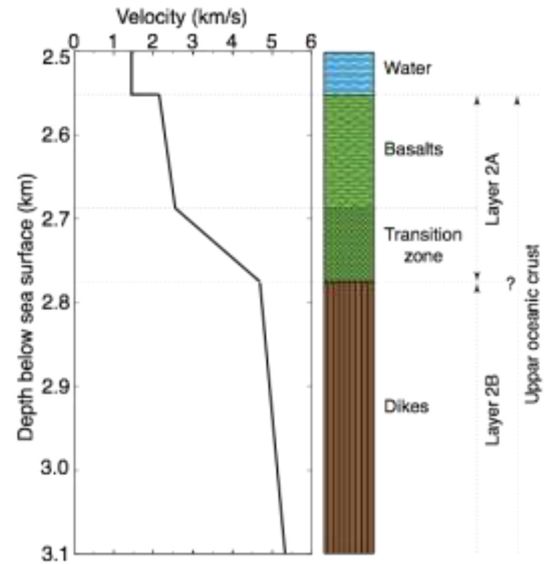 Velocity (km/s)
0 1 2 3 4 5 6
2.5
2.6
2.7
2.8
2.9
3.0
3.1
Depth below sea surface (km)
Water
Basalts
Transition
zone
Dikes
Layer 2A
Layer 2B
?
Uppar oceanic crust